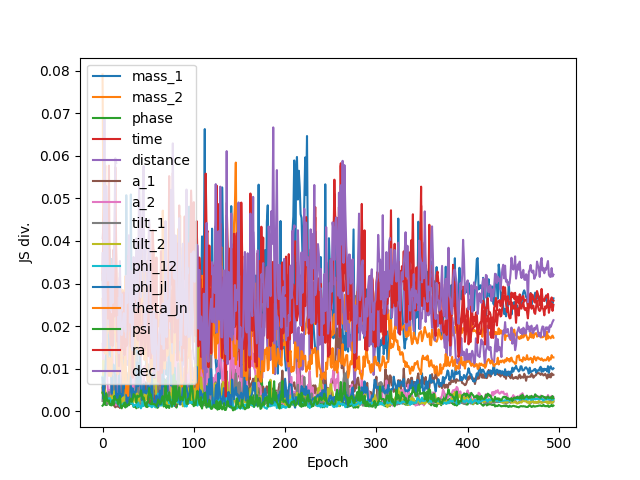 0.08
0.07
0.06
0.05
0.04
0.03
0.02
0.01
0.00
JS div.
mass_1
mass_2
phase
time
distance
a_1
a_2
tilt_1
tilt_2
phi_12
phi_jl
theta_jn
psi
ra
dec
0
100
200
300
400
500
Epoch